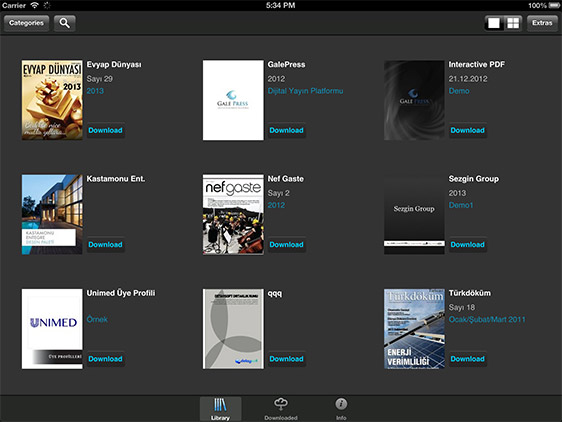 Carrier
5:34 PM
100%
Categories
Extras
EVYAP DÜNYASI
2013
Evyap Dünyası
Sayı 29
2013
Download
GALE PRESS
GalePress
2012
Dijital Yayın Platformu
Download
GALE PRESS
Interactive PDF
21.12.2012
Demo
Download
KASTAMONU
ENTEGRE
Kastamonu Ent.
Download
nefgaste
Nef Gaste
Sayı 2
2012
Download
Sezgin Group
Sezgin Group
2013
Demo1
Download
UNIMED
ÜYE PROFİLLERİ
Unimed Üye Profili
Örnek
Download
qqq
Download
Türkdöküm
ENERJİ
VERİMLİLİĞİ
Türkdöküm
Sayı 18
Ocak/Şubat/Mart 2011
Download
Library
Downloaded
Info